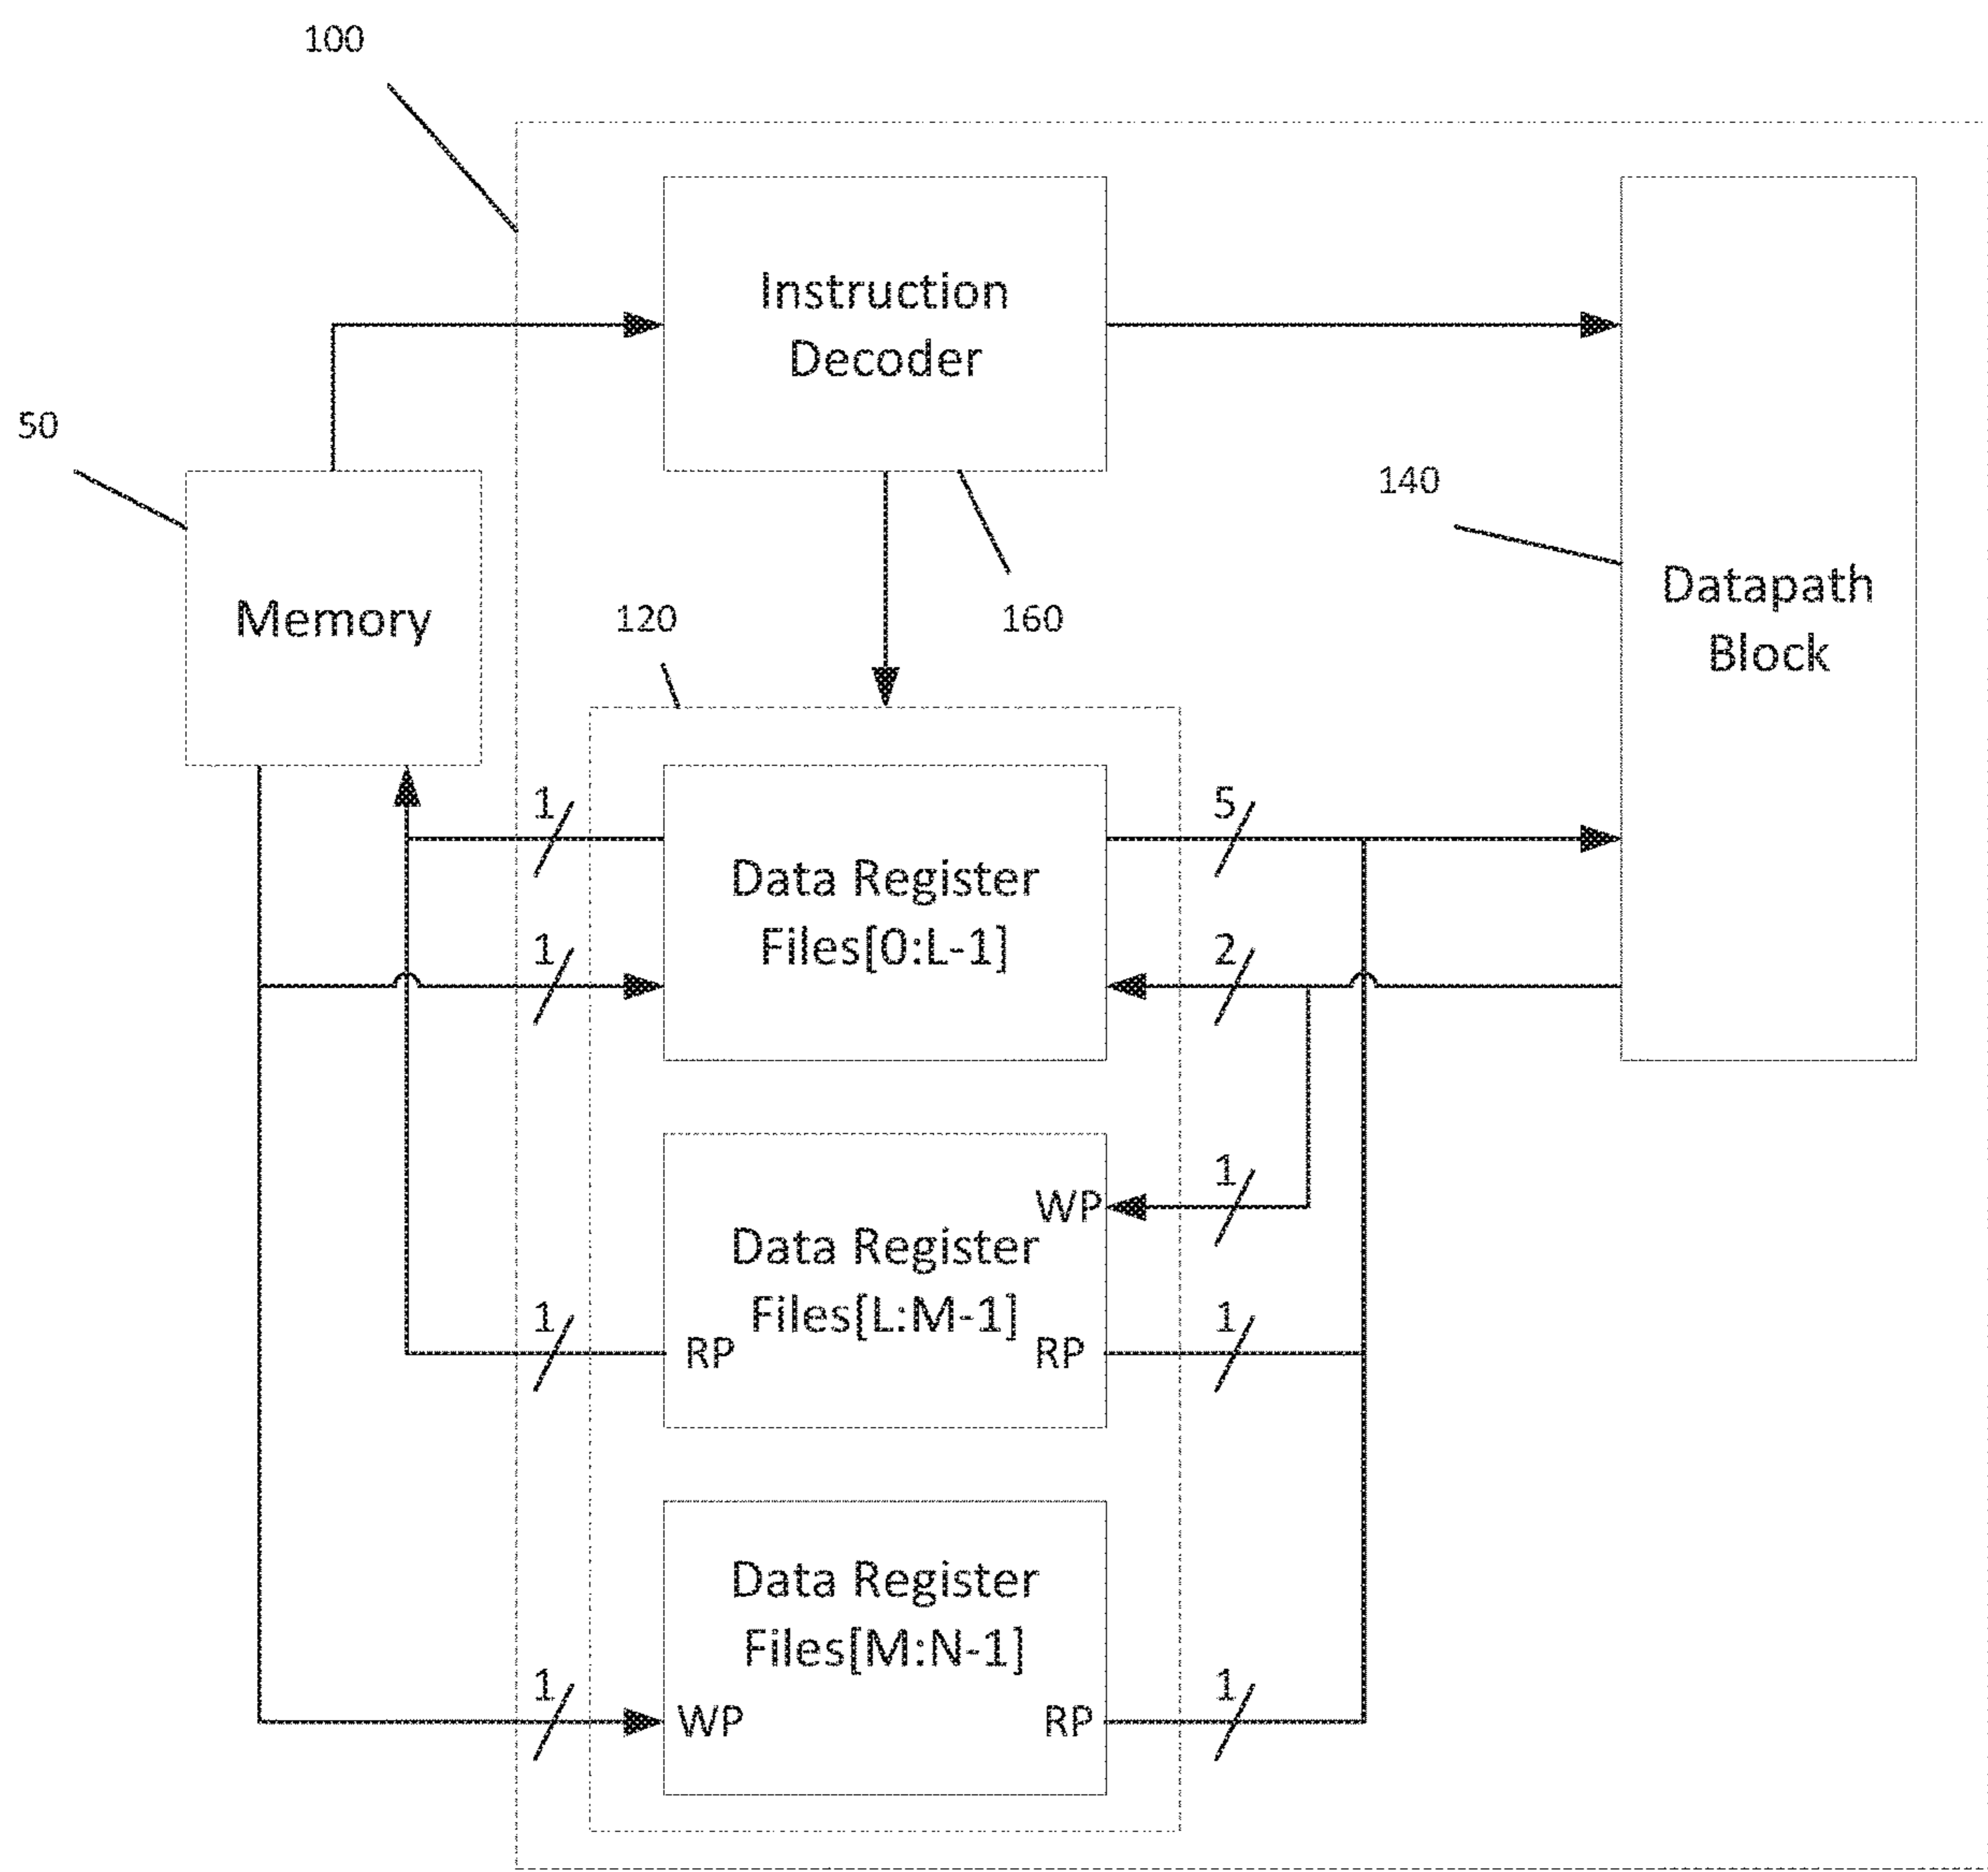 100
Instruction
Decoder
50
140
Memory
Datapath
Block
120
160
1
5
Data Register
Files[0:L-1]
1
2
1
WP
Data Register
Files[L:M-1]
1
RP
RP
1
Data Register
Files[M:N-1]
1
WP
RP
1